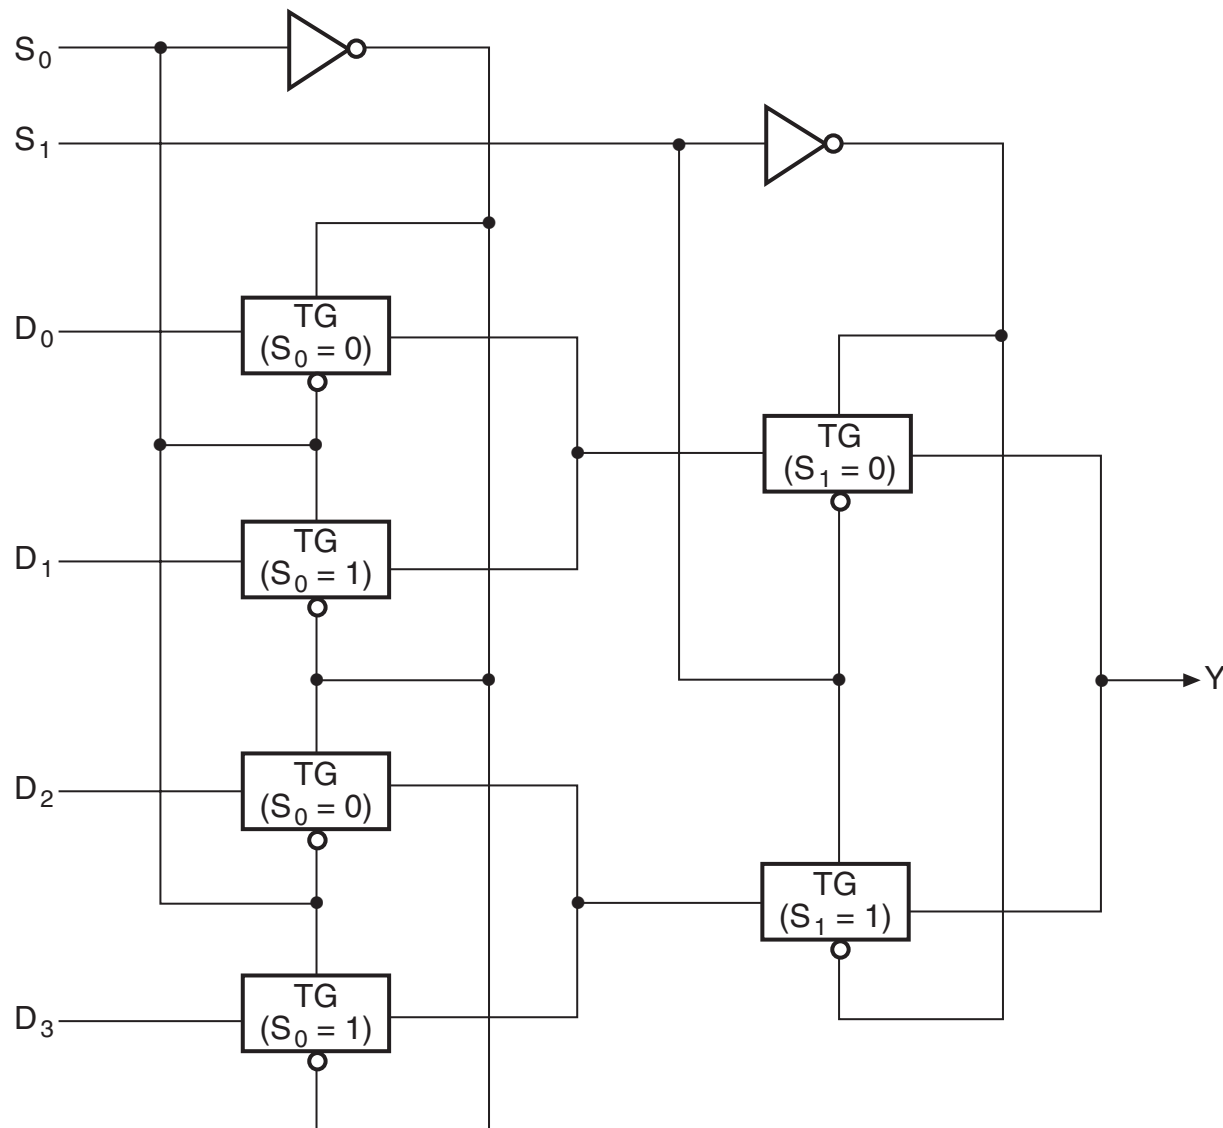 S0
S1
TG
D0
(S0 = 0)
TG
(S1 = 0)
TG
D1
(S0 = 1)
Y
TG
D2
(S0 = 0)
TG
(S1 = 1)
TG
D3
(S0 = 1)